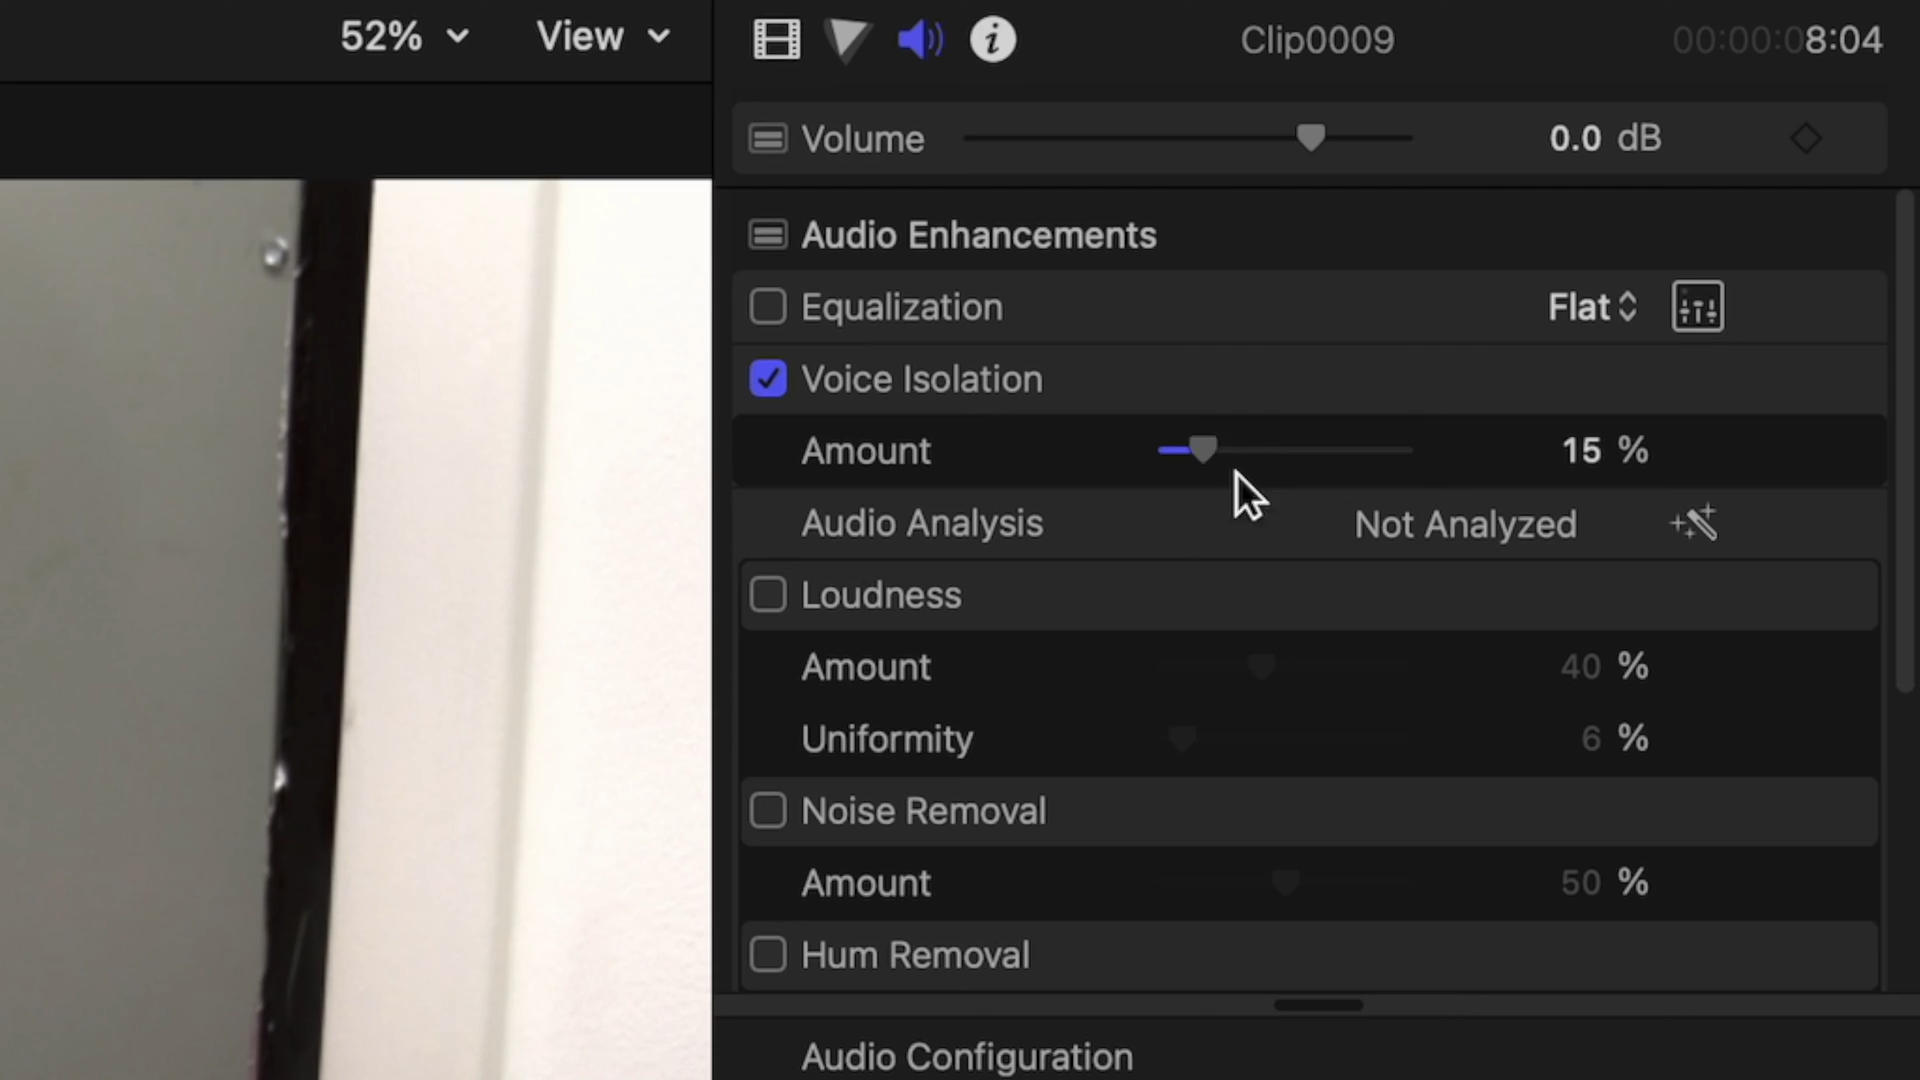 52% View Clip0009 00:00:08:04
Volume 0.0 dB
Audio Enhancements
Equalization Flat
Voice Isolation
Amount 15 %
Audio Analysis Not Analyzed
Loudness
Amount 40 %
Uniformity 6 %
Noise Removal
Amount 50 %
Hum Removal
Audio Configuration